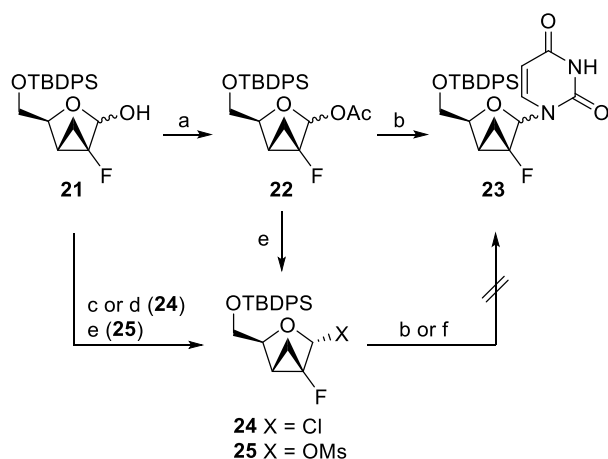 OTBDPS
O
OH
F
21
a
OTBDPS
O
OAc
F
22
b
O
NH
OTBDPS
O
N
O
F
23
e
c or d (24)
e (25)
OTBDPS
O
X
F
b or f
24 X = Cl
25 X = OMs